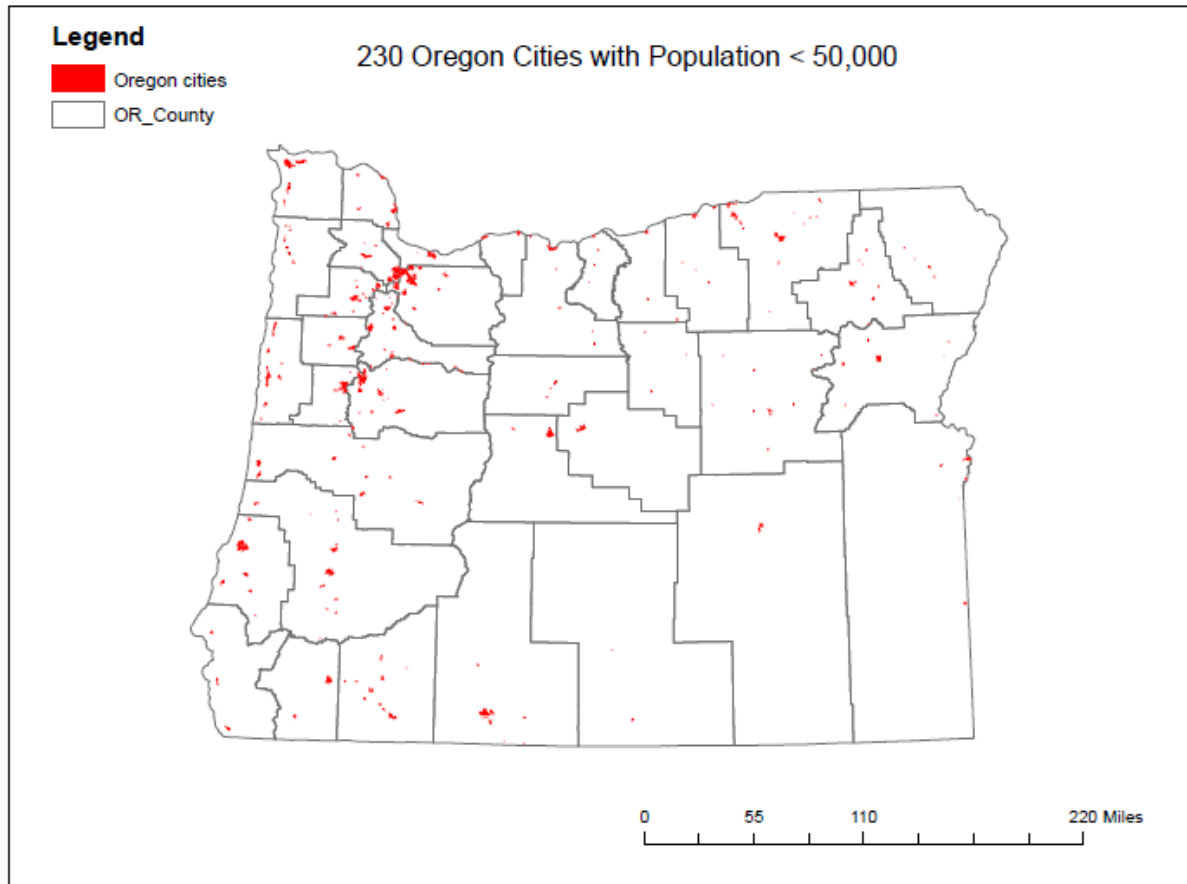 Legend
230 Oregon Cities with Population < 50,000
Oregon cities
OR_County
0 55 110 220 Miles